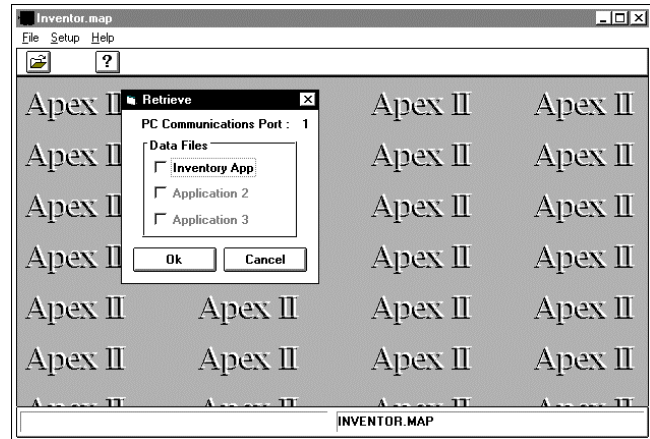 Inventor.map
File Setup Help
?
Retrieve
PC Communications Port : 1
Data Files
Inventory App
Application 2
Application 3
Ok Cancel
Apex II Apex II Apex II
Apex II Apex II Apex II
Apex II Apex II Apex II
Apex II Apex II Apex II
Apex II Apex II Apex II Apex II
Apex II Apex II Apex II Apex II
Apex II Apex II Apex II Apex II
INVENTOR.MAP